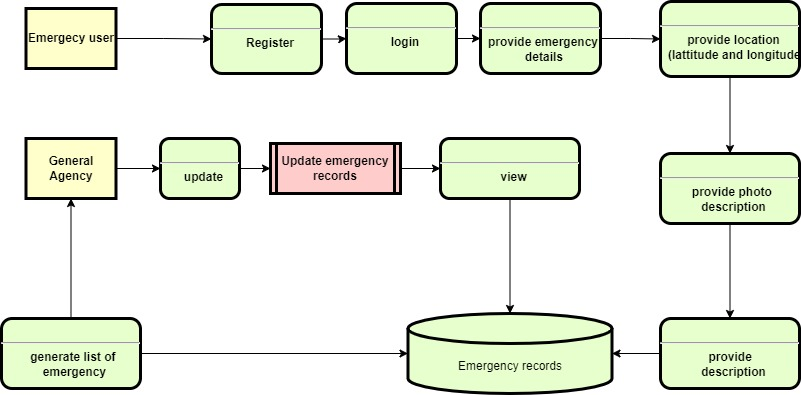 Emergecy user
Register
login
provide emergency
details
provide location
(lattitude and longitude
General
Agency
update
Update emergency
records
view
provide photo
description
generate list of
emergency
Emergency records
provide
description